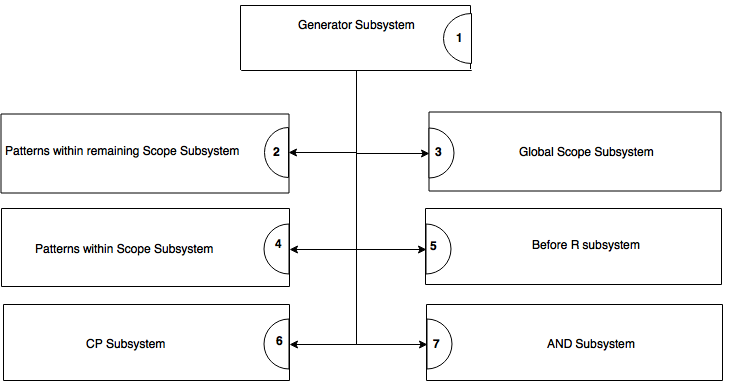 Generator Subsystem
1
Patterns within remaining Scope Subsystem
2
3
Global Scope Subsystem
Patterns within Scope Subsystem
4
5
Before R subsystem
CP Subsystem
6
7
AND Subsystem